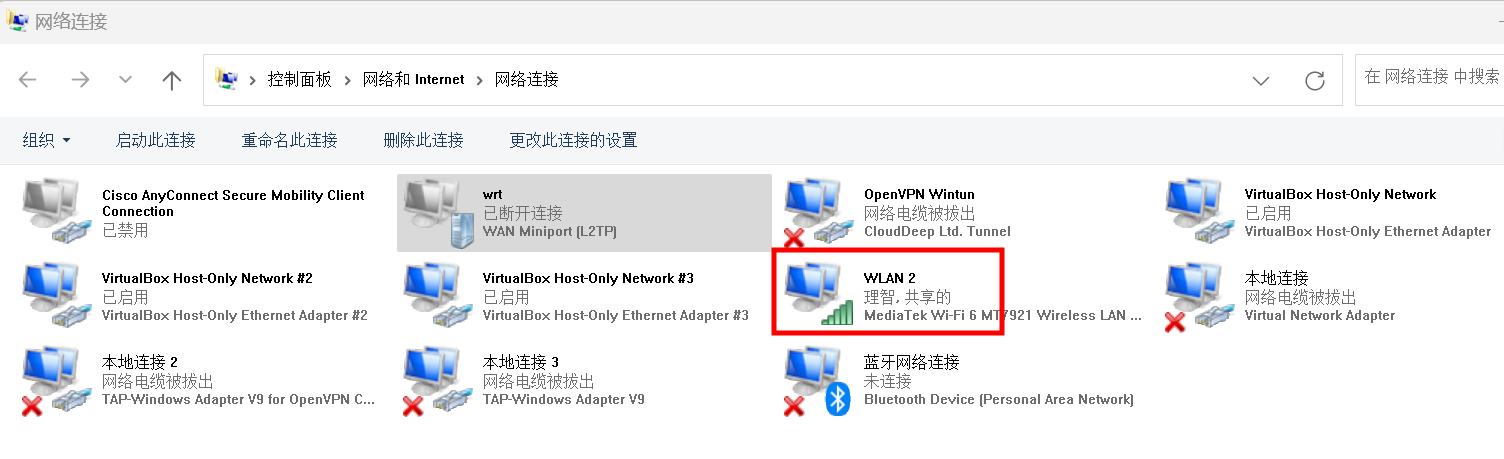 网络连接
控制面板 网络和 Internet 网络连接
在 网络连接 中搜索
组织 启动此连接 重命名此连接 删除此连接 更改此连接的设置
Cisco AnyConnect Secure Mobility Client
Connection
已禁用
wrt
已断开连接
WAN Miniport (L2TP)
OpenVPN Wintun
网络电缆被拔出
CloudDeep Ltd. Tunnel
VirtualBox Host-Only Network
已启用
VirtualBox Host-Only Ethernet Adapter
VirtualBox Host-Only Network #2
已启用
VirtualBox Host-Only Ethernet Adapter #2
VirtualBox Host-Only Network #3
已启用
VirtualBox Host-Only Ethernet Adapter #3
WLAN 2
理智, 共享的
MediaTek Wi-Fi 6 MT7921 Wireless LAN ...
本地连接
网络电缆被拔出
Virtual Network Adapter
本地连接 2
网络电缆被拔出
TAP-Windows Adapter V9 for OpenVPN C...
本地连接 3
网络电缆被拔出
TAP-Windows Adapter V9
蓝牙网络连接
未连接
Bluetooth Device (Personal Area Network)